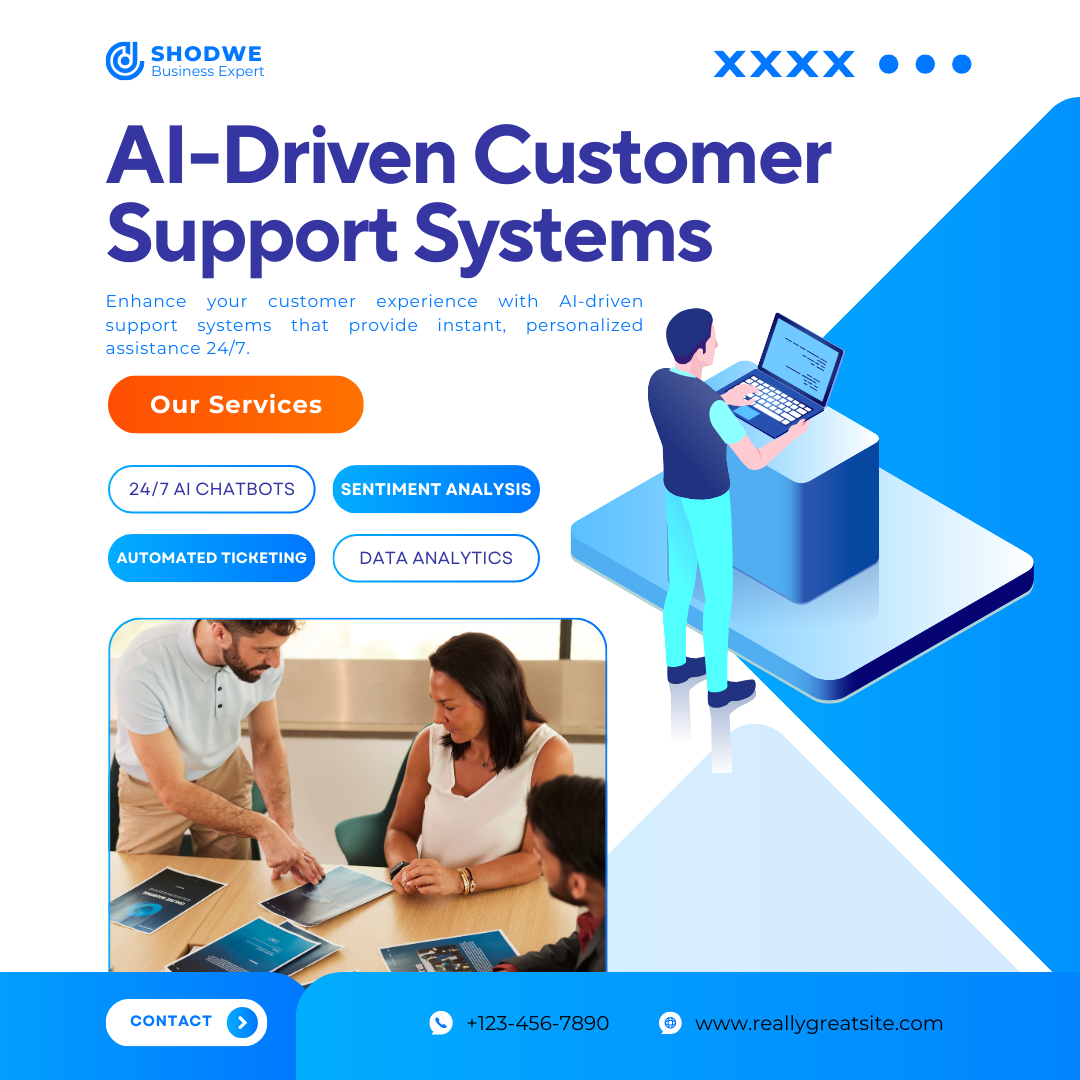 SHODWE
Business Expert
XXXX
AI-Driven Customer
Support Systems
Enhance your customer experience with AI-driven
support systems that provide instant, personalized
assistance 24/7.
Our Services
24/7 AI CHATBOTS
SENTIMENT ANALYSIS
AUTOMATED TICKETING
DATA ANALYTICS
CONTACT
+123-456-7890
www.reallygreatsite.com